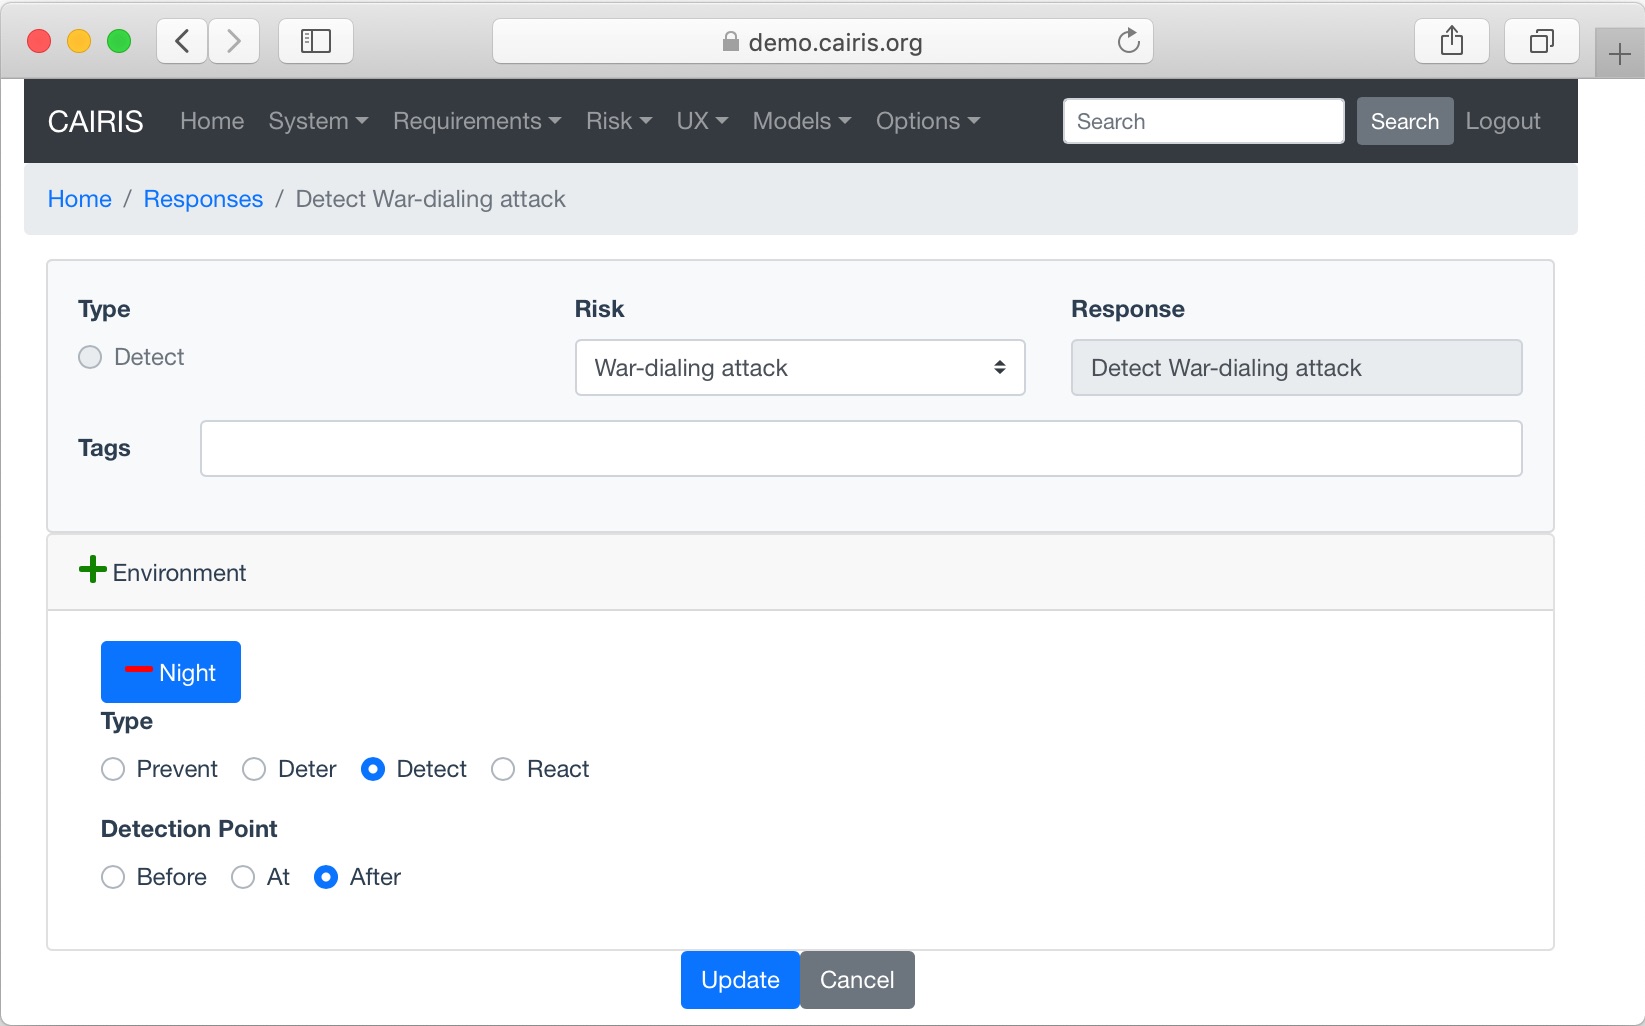 demo.cairis.org
CAIRIS Home System Requirements Risk UX Models Options Search Search Logout
Home / Responses / Detect War-dialing attack
Type Risk Response
Detect War-dialing attack Detect War-dialing attack
Tags
Environment
Night
Type
Prevent Deter Detect React
Detection Point
Before At After
Update Cancel